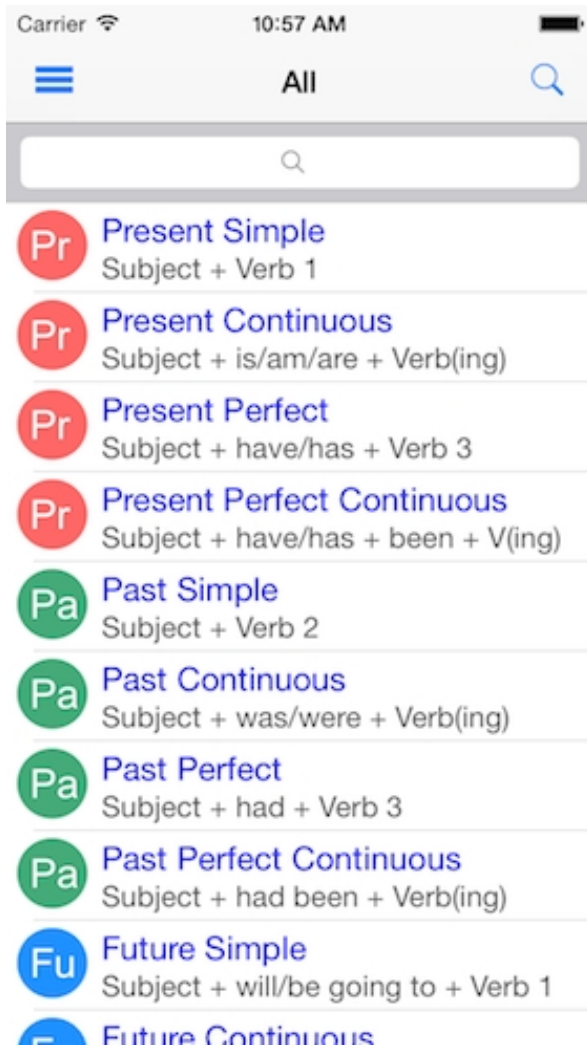 Carrier 10:57 AM
All
Pr Present Simple
Subject + Verb 1
Pr Present Continuous
Subject + is/am/are + Verb(ing)
Pr Present Perfect
Subject + have/has + Verb 3
Pr Present Perfect Continuous
Subject + have/has + been + V(ing)
Pa Past Simple
Subject + Verb 2
Pa Past Continuous
Subject + was/were + Verb(ing)
Pa Past Perfect
Subject + had + Verb 3
Pa Past Perfect Continuous
Subject + had been + Verb(ing)
Fu Future Simple
Subject + will/be going to + Verb 1
Future Continuous